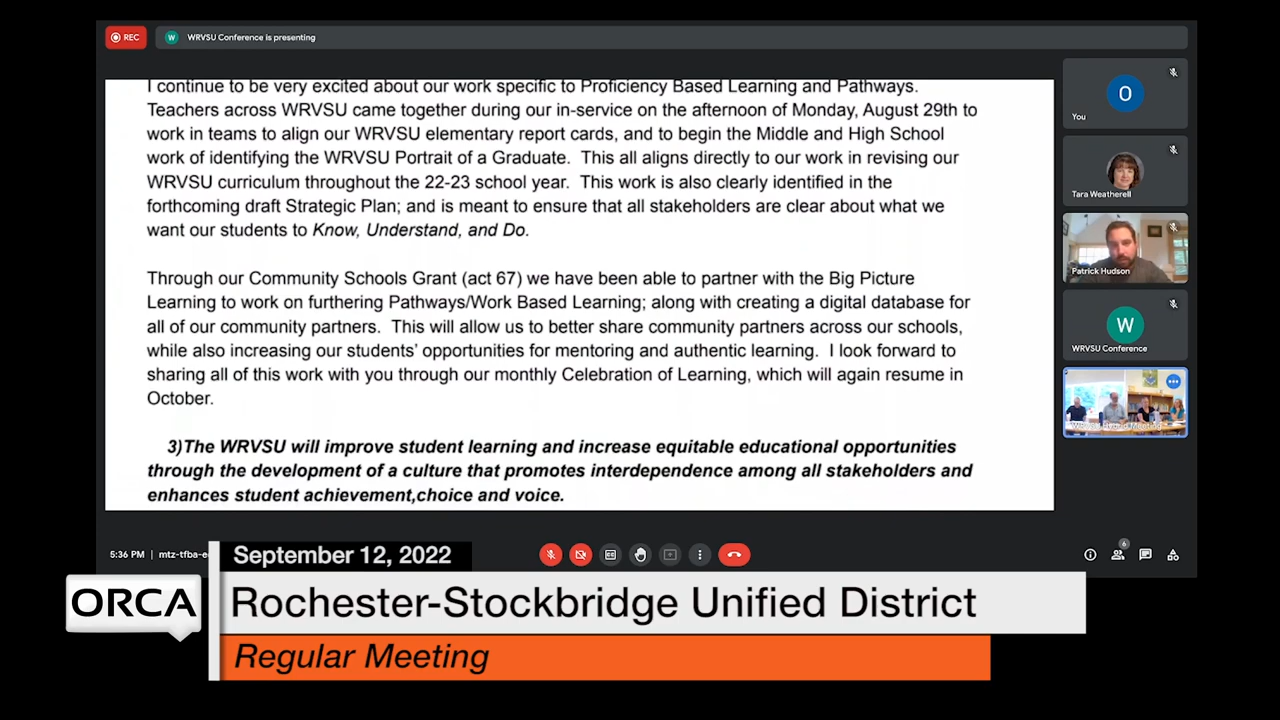 REC
W
WRVSU Conference is presenting
I continue to be very excited about our work specific to Proficiency Based Learning and Pathways.
Teachers across WRVSU came together during our in-service on the afternoon of Monday, August 29th to
work in teams to align our WRVSU elementary report cards, and to begin the Middle and High School
work of identifying the WRVSU Portrait of a Graduate. This all aligns directly to our work in revising our
WRVSU curriculum throughout the 22-23 school year. This work is also clearly identified in the
forthcoming draft Strategic Plan; and is meant to ensure that all stakeholders are clear about what we
want our students to Know, Understand, and Do.
Through our Community Schools Grant (act 67) we have been able to partner with the Big Picture
Learning to work on furthering Pathways/Work Based Learning; along with creating a digital database for
all of our community partners. This will allow us to better share community partners across our schools,
while also increasing our students' opportunities for mentoring and authentic learning. I look forward to
sharing all of this work with you through our monthly Celebration of Learning, which will again resume in
October.
3)The WRVSU will improve student learning and increase equitable educational opportunities
through the development of a culture that promotes interdependence among all stakeholders and
enhances student achievement,choice and voice.
O
You
Tara Weatherell
Patrick Hudson
W
WRVSU Conference
5:36 PM | mtz-tfba-e
6
September 12, 2022
ORCA
Rochester-Stockbridge Unified District
Regular Meeting